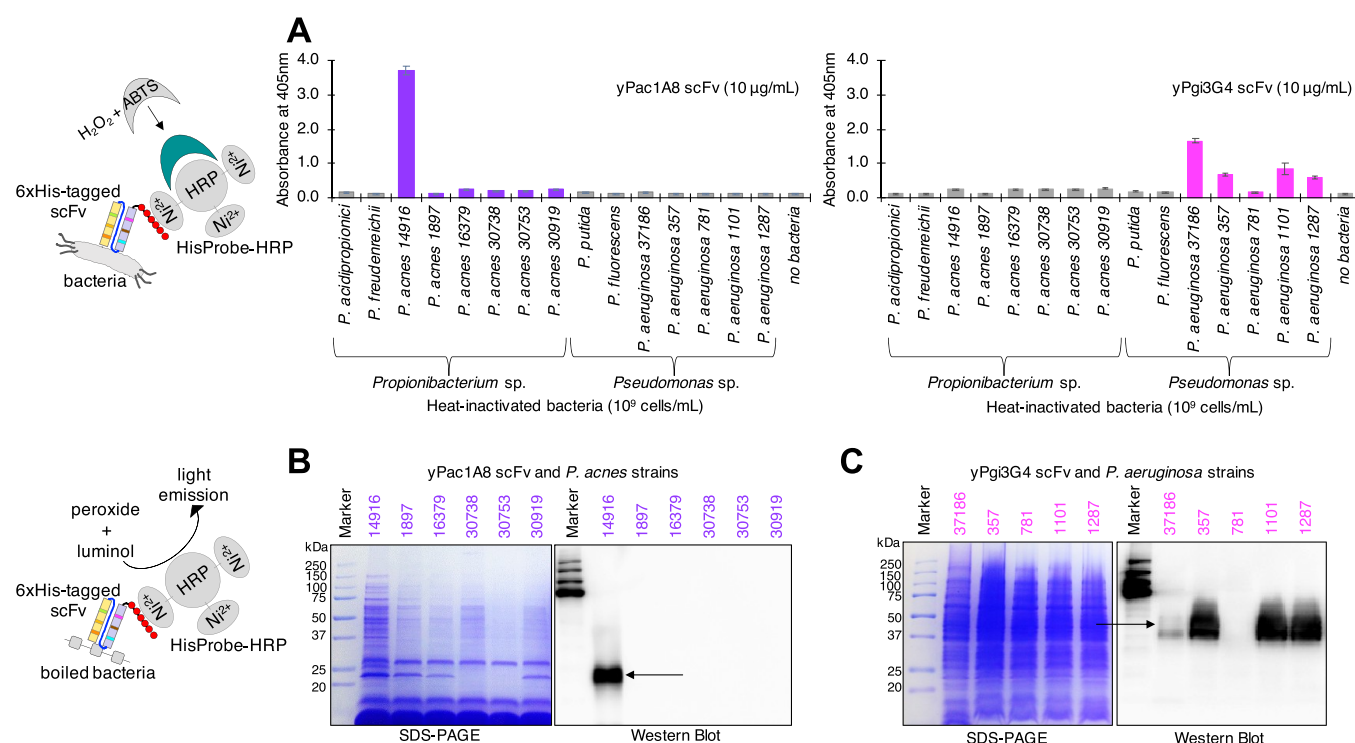 A
H2O2 + ABTS
Ni2+
HRP
Ni2+
Ni2+
6xHis-tagged
scFv
HisProbe-HRP
bacteria
Absorbance at 405nm
4.0
3.0
2.0
1.0
0.0
yPac1A8 scFv (10 µg/mL)
P. acidipropionici
P. freudenreichii
P. acnes 14916
P. acnes 1897
P. acnes 16379
P. acnes 30738
P. acnes 30753
P. acnes 30919
P. putida
P. fluorescens
P. aeruginosa 37186
P. aeruginosa 357
P. aeruginosa 781
P. aeruginosa 1101
P. aeruginosa 1287
no bacteria
Propionibacterium sp.
Pseudomonas sp.
Heat-inactivated bacteria (10⁹ cells/mL)
Absorbance at 405nm
4.0
3.0
2.0
1.0
0.0
yPgi3G4 scFv (10 µg/mL)
P. acidipropionici
P. freudenreichii
P. acnes 14916
P. acnes 1897
P. acnes 16379
P. acnes 30738
P. acnes 30753
P. acnes 30919
P. putida
P. fluorescens
P. aeruginosa 37186
P. aeruginosa 357
P. aeruginosa 781
P. aeruginosa 1101
P. aeruginosa 1287
no bacteria
Propionibacterium sp.
Pseudomonas sp.
Heat-inactivated bacteria (10⁹ cells/mL)
light
emission
peroxide
+
luminol
Ni2+
HRP
Ni2+
Ni2+
6xHis-tagged
scFv
HisProbe-HRP
boiled bacteria
B
yPac1A8 scFv and P. acnes strains
Marker
14916
1897
16379
30738
30753
30919
Marker
14916
1897
16379
30738
30753
30919
kDa
250
150
100
75
50
37
25
20
SDS-PAGE
Western Blot
C
yPgi3G4 scFv and P. aeruginosa strains
Marker
37186
357
781
1101
1287
Marker
37186
357
781
1101
1287
kDa
250
150
100
75
50
37
25
20
SDS-PAGE
Western Blot